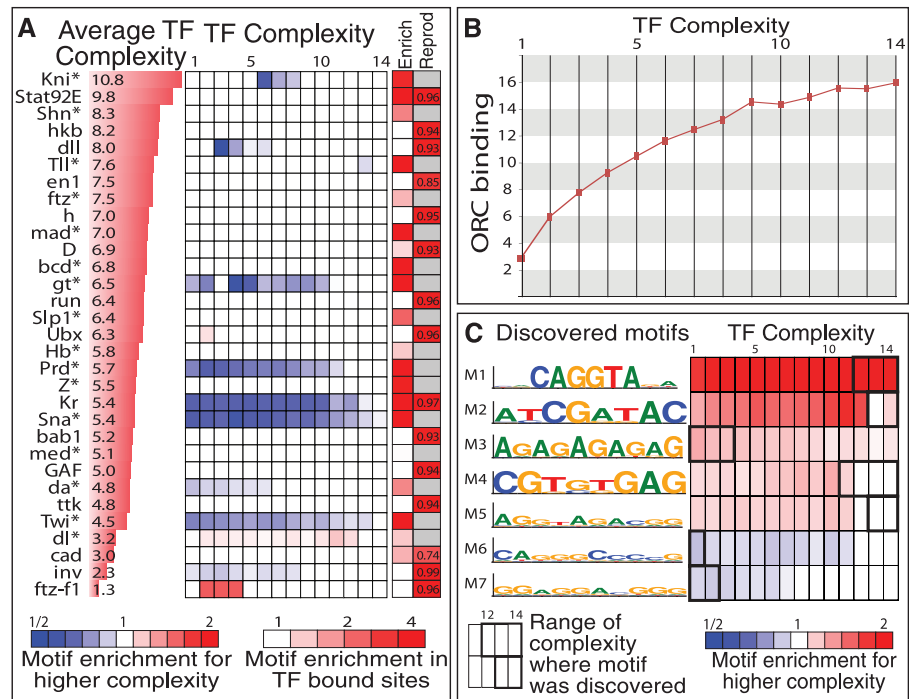 A
Average TF Complexity
TF Complexity
1 5 10 14
Enrich
Reprod
Kni* 10.8
Stat92E 9.8 0.96
Shn* 8.3
hkb 8.2 0.94
dll 8.0 0.93
Tll* 7.6
en1 7.5 0.85
ftz* 7.5
h 7.0 0.95
mad* 7.0
D 6.9 0.93
bcd* 6.8
gt* 6.5
run 6.4 0.96
Slp1* 6.4
Ubx 6.3 0.96
Hb* 5.8
Prd* 5.7
Z* 5.5
Kr 5.4 0.97
Sna* 5.4
bab1 5.2 0.93
med* 5.1
GAF 5.0 0.94
da* 4.8
ttk 4.8 0.94
Twi* 4.5
dl* 3.2
cad 3.0 0.74
inv 2.3 0.99
ftz-f1 1.3 0.96
1/2 1 2
Motif enrichment for
higher complexity
1 2 4
Motif enrichment in
TF bound sites
B
TF Complexity
1 5 10 14
ORC binding
16
14
12
10
8
6
4
2
C Discovered motifs
TF Complexity
1 5 10 14
M1 CAGGTA
M2 ATCGATAC
M3 AGAGAGAGAG
M4 CGTGTGAG
M5 AGGTAGACGG
M6 CAGGGCCCCG
M7 GGAGGACGGG
12 14
Range of
complexity
where motif
was discovered
1/2 1 2
Motif enrichment for
higher complexity